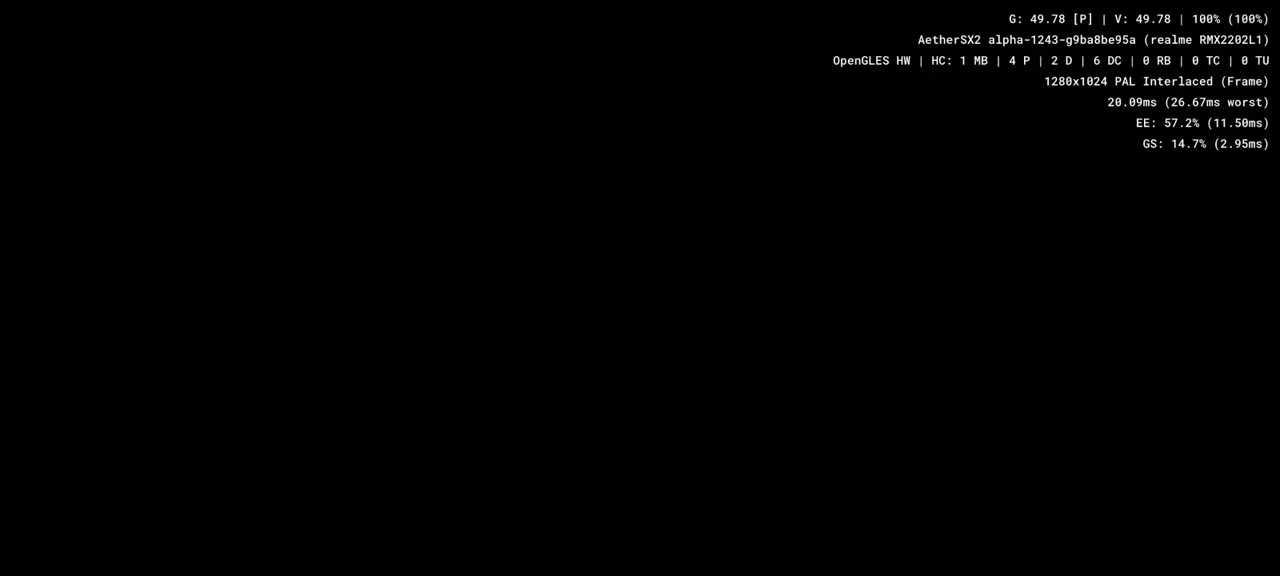 G: 49.78 [P] | V: 49.78 | 100% (100%)
AetherSX2 alpha-1243-g9ba8be95a (realme RMX2202L1)
OpenGLES HW | HC: 1 MB | 4 P | 2 D | 6 DC | 0 RB | 0 TC | 0 TU
1280x1024 PAL Interlaced (Frame)
20.09ms (26.67ms worst)
EE: 57.2% (11.50ms)
GS: 14.7% (2.95ms)